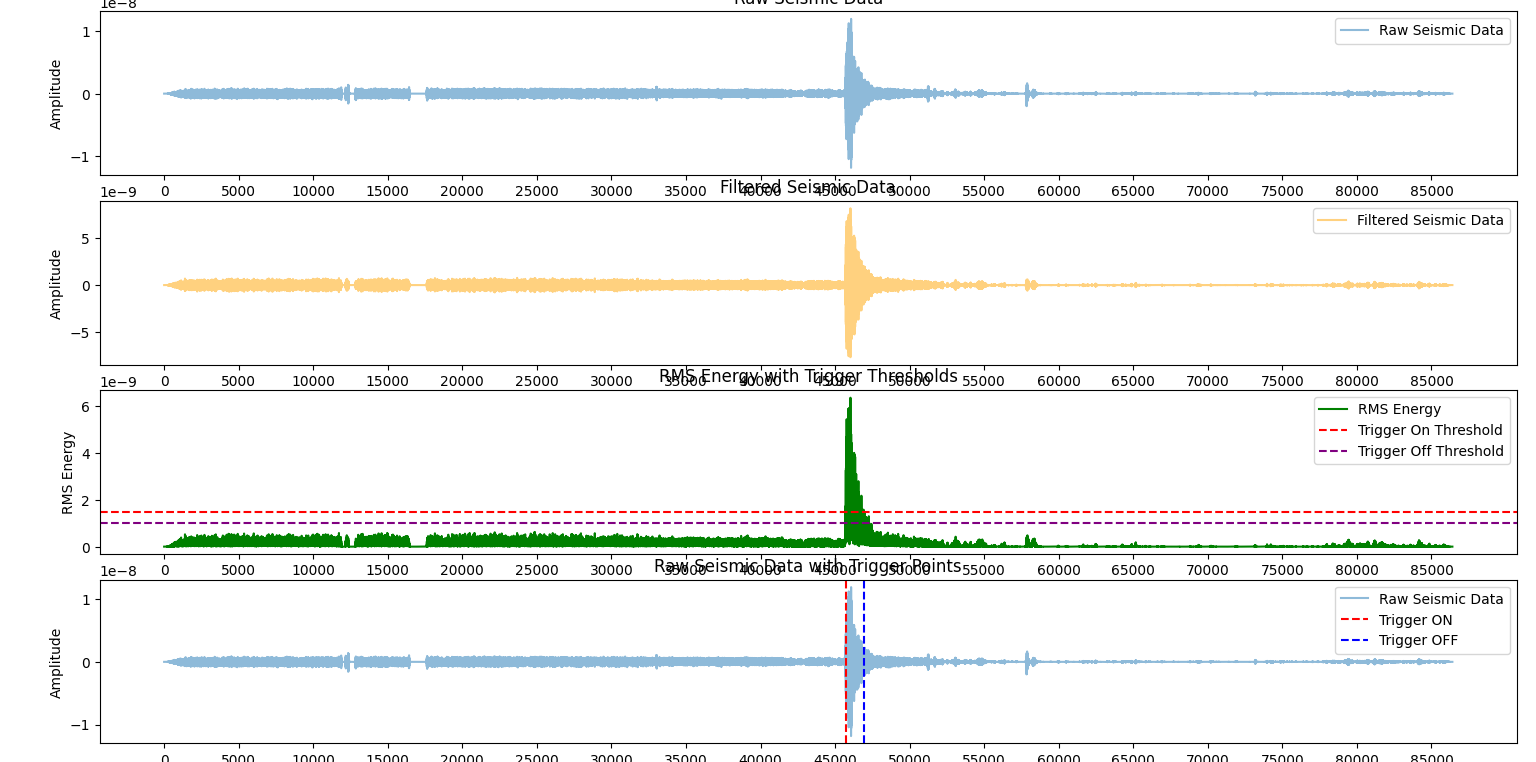 Raw Seismic Data
1e−8
1
0
−1
Amplitude
Raw Seismic Data
0 5000 10000 15000 20000 25000 30000 35000 40000 45000 50000 55000 60000 65000 70000 75000 80000 85000
Filtered Seismic Data
1e−9
5
0
−5
Amplitude
Filtered Seismic Data
0 5000 10000 15000 20000 25000 30000 35000 40000 45000 50000 55000 60000 65000 70000 75000 80000 85000
RMS Energy with Trigger Thresholds
1e−9
6
4
2
0
RMS Energy
RMS Energy
Trigger On Threshold
Trigger Off Threshold
0 5000 10000 15000 20000 25000 30000 35000 40000 45000 50000 55000 60000 65000 70000 75000 80000 85000
Raw Seismic Data with Trigger Points
1e−8
1
0
−1
Amplitude
Raw Seismic Data
Trigger ON
Trigger OFF
0 5000 10000 15000 20000 25000 30000 35000 40000 45000 50000 55000 60000 65000 70000 75000 80000 85000